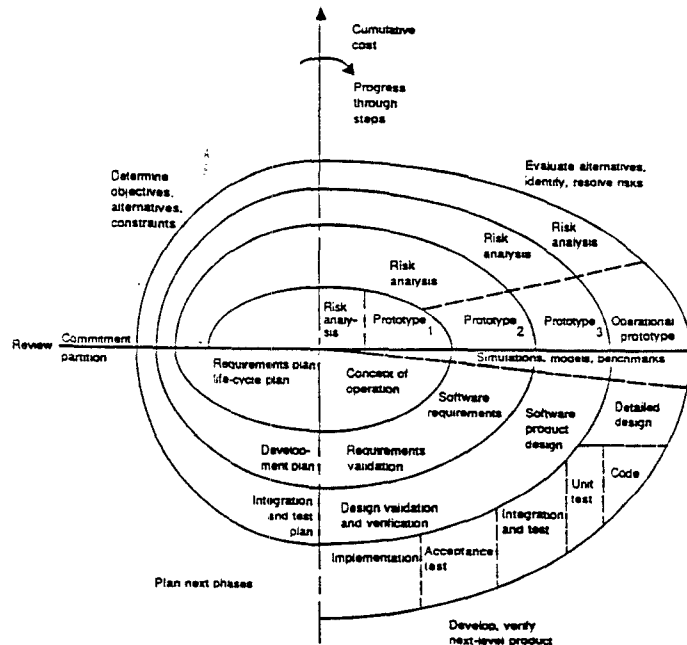 Cumulative
cost
Progress
through
steps
Determine
objectives,
alternatives,
constraints
Evaluate alternatives,
identify, resolve risks
Risk
analysis
Risk
analysis
Risk
analysis
Risk
analy-
sis
Prototype 1
Prototype 2
Prototype 3
Operational
prototype
Review
Commitment
partition
Simulations, models, benchmarks
Requirements plan
life-cycle plan
Concept of
operation
Software
requirements
Software
product
design
Detailed
design
Develop-
ment plan
Requirements
validation
Integration
and test
plan
Design validation
and verification
Code
Unit
test
Integration
and test
Acceptance
test
Implementation
Plan next phases
Develop, verify
next-level product